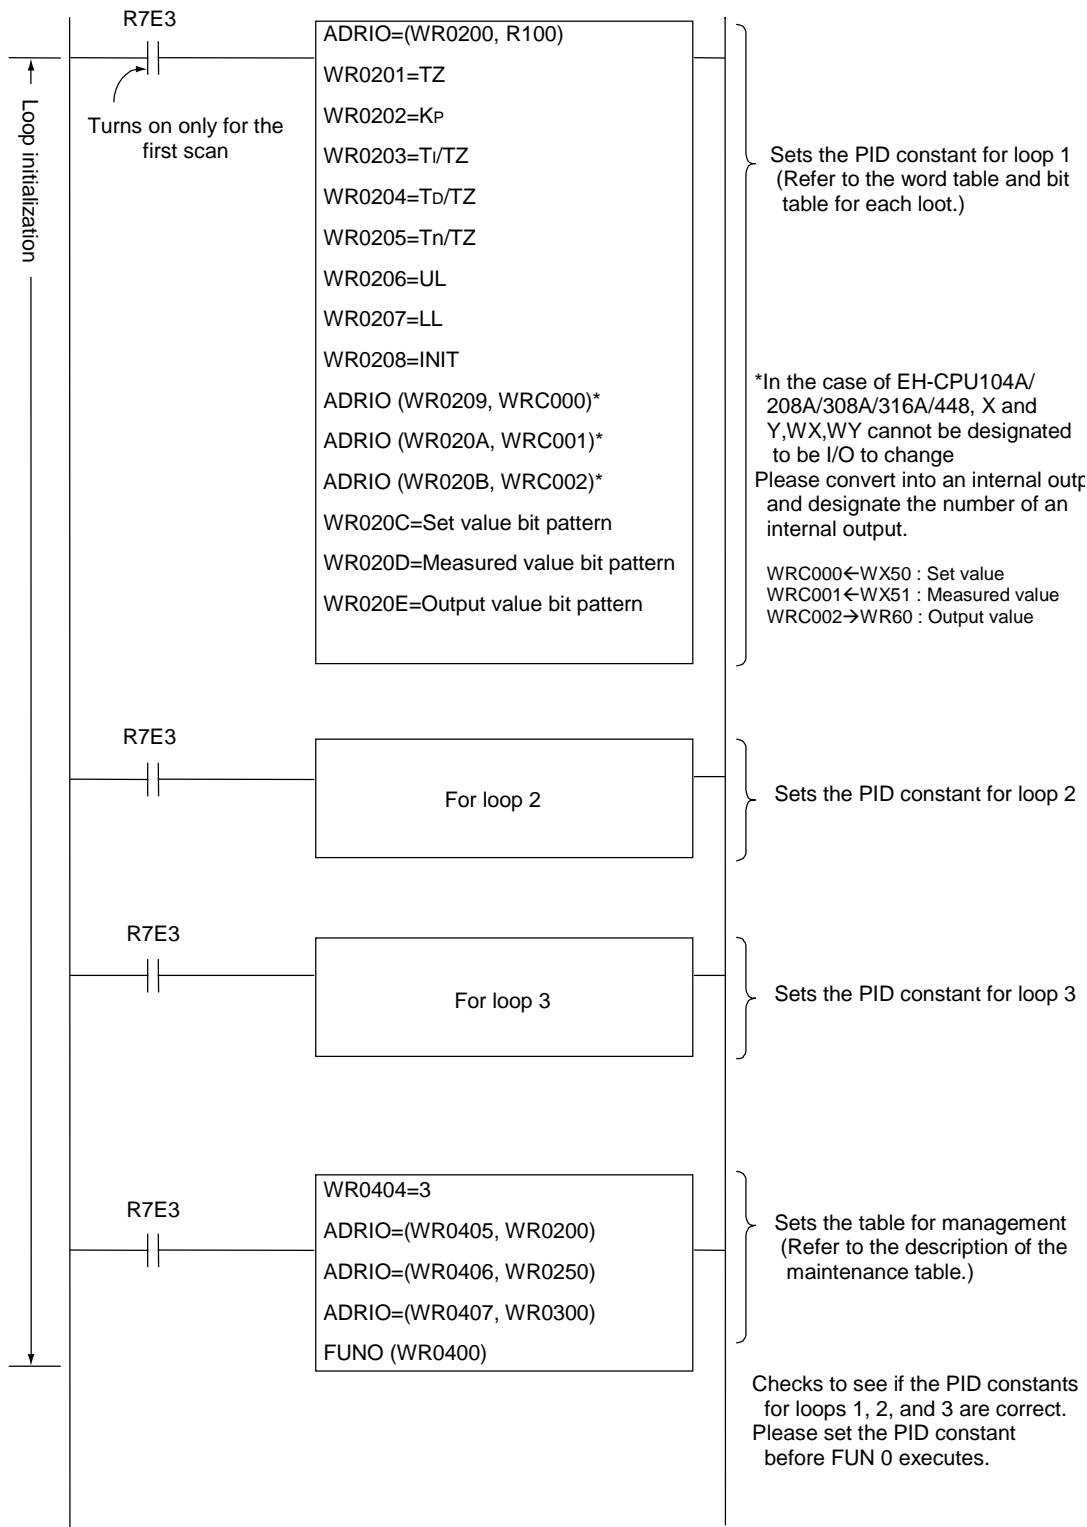 R7E3
Turns on only for the
first scan
Loop initialization
ADRIO=(WR0200, R100)
WR0201=TZ
WR0202=KP
WR0203=TI/TZ
WR0204=TD/TZ
WR0205=Tn/TZ
WR0206=UL
WR0207=LL
WR0208=INIT
ADRIO (WR0209, WRC000)*
ADRIO (WR020A, WRC001)*
ADRIO (WR020B, WRC002)*
WR020C=Set value bit pattern
WR020D=Measured value bit pattern
WR020E=Output value bit pattern
Sets the PID constant for loop 1
(Refer to the word table and bit
table for each loot.)
*In the case of EH-CPU104A/
208A/308A/316A/448, X and
Y,WX,WY cannot be designated
to be I/O to change
Please convert into an internal outp
and designate the number of an
internal output.
WRC000←WX50 : Set value
WRC001←WX51 : Measured value
WRC002→WR60 : Output value
R7E3
For loop 2
Sets the PID constant for loop 2
R7E3
For loop 3
Sets the PID constant for loop 3
R7E3
WR0404=3
ADRIO=(WR0405, WR0200)
ADRIO=(WR0406, WR0250)
ADRIO=(WR0407, WR0300)
FUNO (WR0400)
Sets the table for management
(Refer to the description of the
maintenance table.)
Checks to see if the PID constants
for loops 1, 2, and 3 are correct.
Please set the PID constant
before FUN 0 executes.